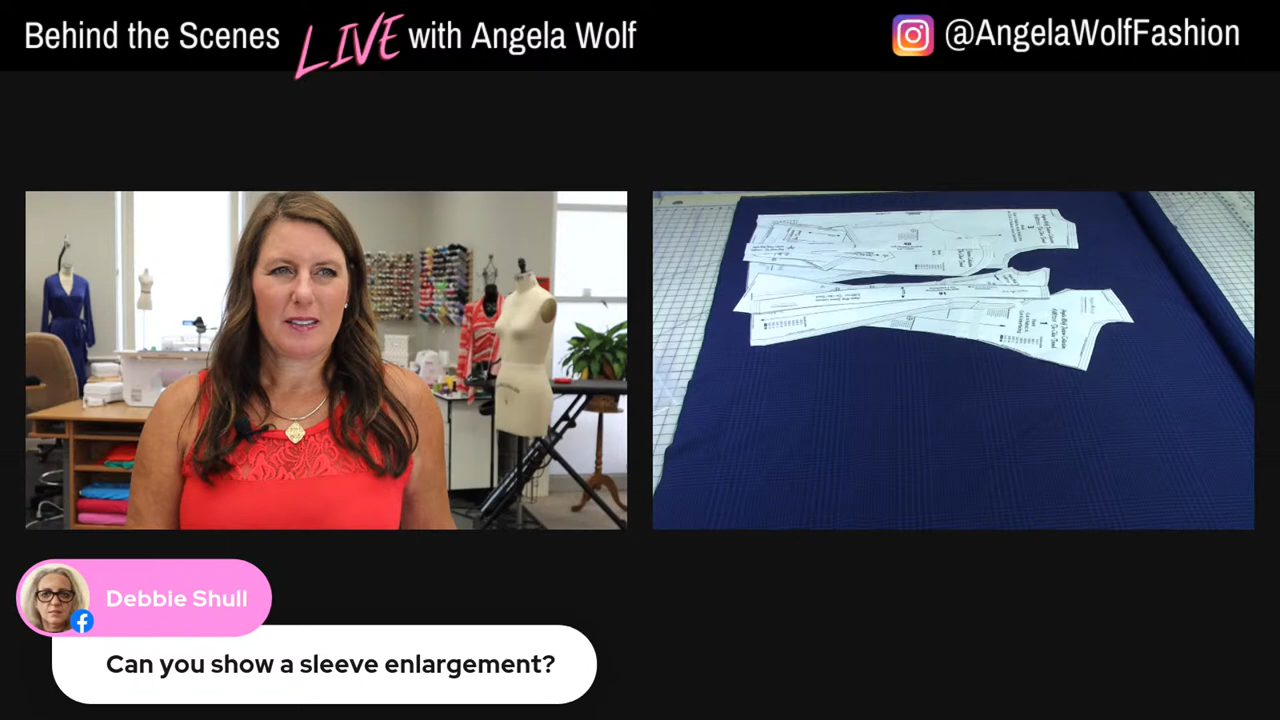 Behind the Scenes LIVE with Angela Wolf
@AngelaWolfFashion
Debbie Shull
Can you show a sleeve enlargement?